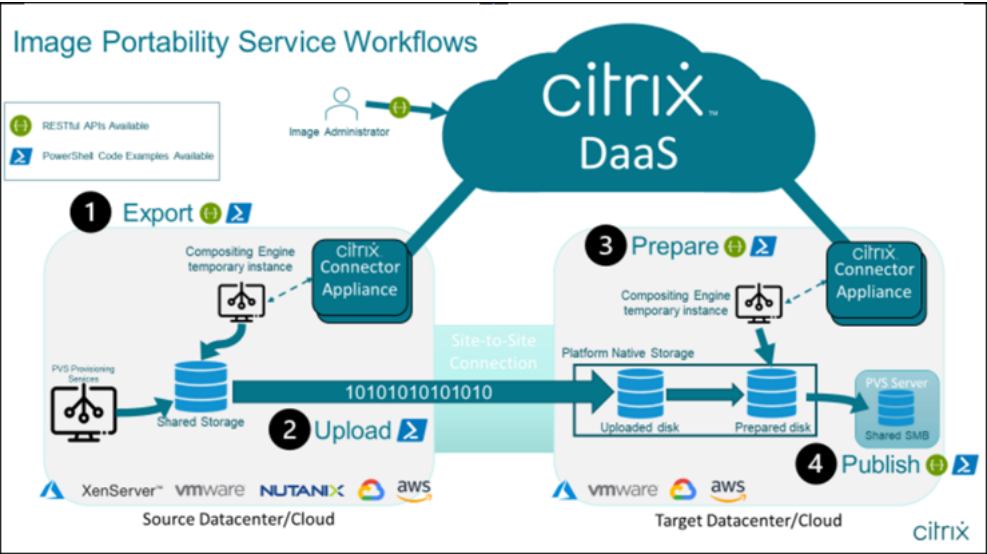 Image Portability Service Workflows
citrix™
DaaS
Image Administrator
RESTful APIs Available
PowerShell Code Examples Available
1 Export
Compositing Engine
temporary instance
citrix
Connector
Appliance
PVS Provisioning
Services
Shared Storage
2 Upload
10101010101010
Site-to-Site
Connection
XenServer™ vmware NUTANIX aws
Source Datacenter/Cloud
3 Prepare
Compositing Engine
temporary instance
citrix
Connector
Appliance
Platform Native Storage
Uploaded disk
Prepared disk
PVS Server
Shared SMB
4 Publish
vmware aws
Target Datacenter/Cloud
citrix